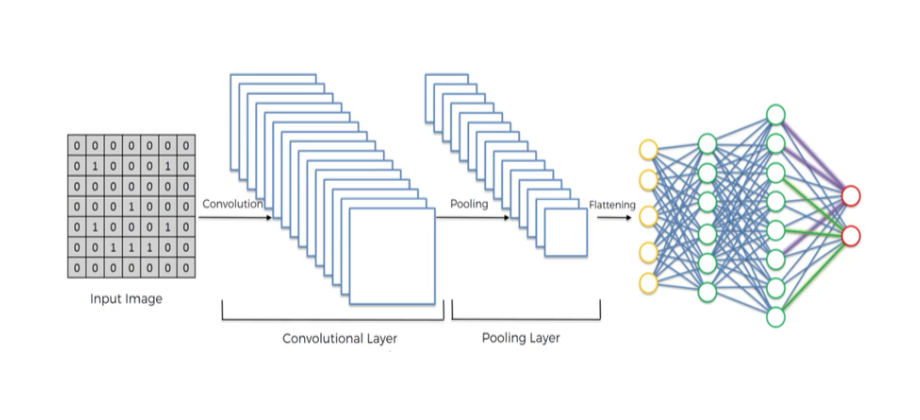 0 0 0 0 0 0 0
0 1 0 0 0 1 0
0 0 0 0 0 0 0
0 0 0 1 0 0 0
0 1 0 0 0 1 0
0 0 1 1 1 0 0
0 0 0 0 0 0 0
Input Image
Convolution
Convolutional Layer
Pooling
Pooling Layer
Flattening